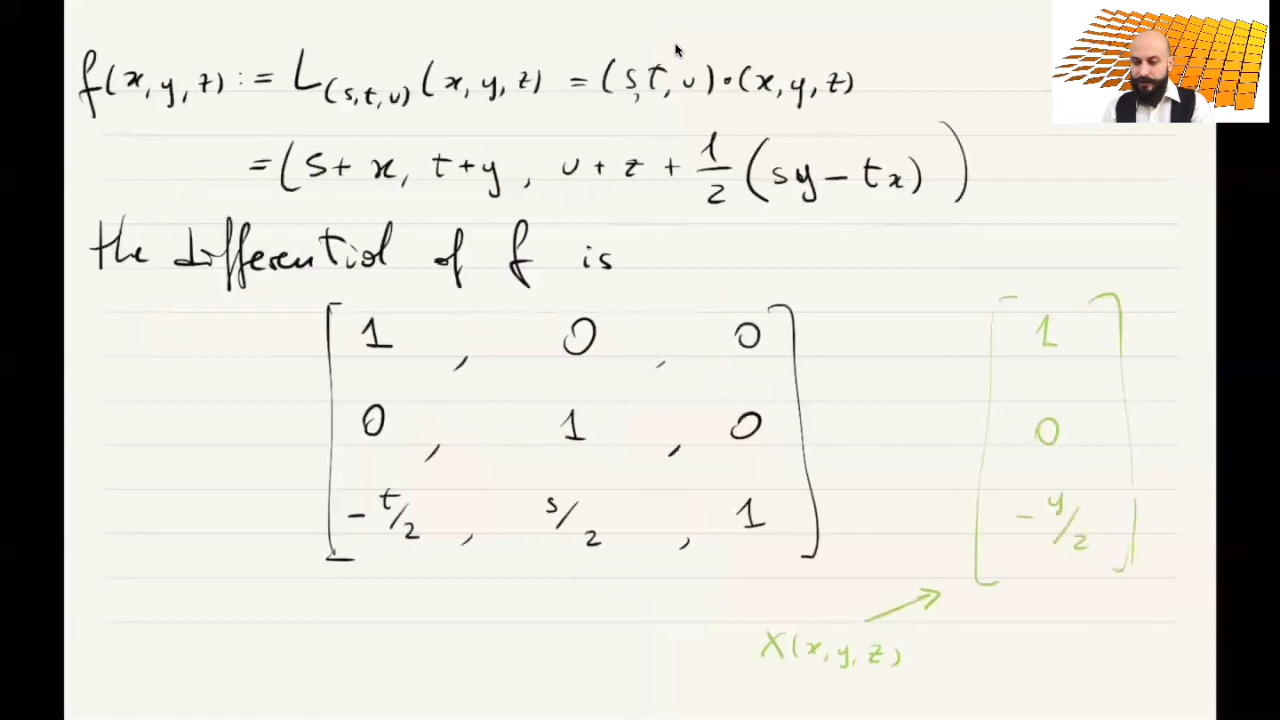 f(x, y, z) := L_(s,t,u) (x, y, z) = (s, t, u) • (x, y, z)
= (s + x, t + y, u + z + 1/2 (sy − tx))
the differential of f is
[ 1 , 0 , 0 ]
[ 0 , 1 , 0 ]
[ −t/2 , s/2 , 1 ]
[ 1 ]
[ 0 ]
[ −y/2 ]
X(x, y, z)